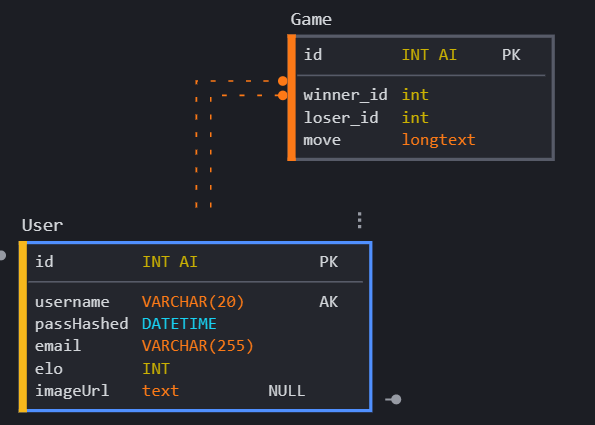 Game
id INT AI PK
winner_id int
loser_id int
move longtext
User
id INT AI PK
username VARCHAR(20) AK
passHashed DATETIME
email VARCHAR(255)
elo INT
imageUrl text NULL